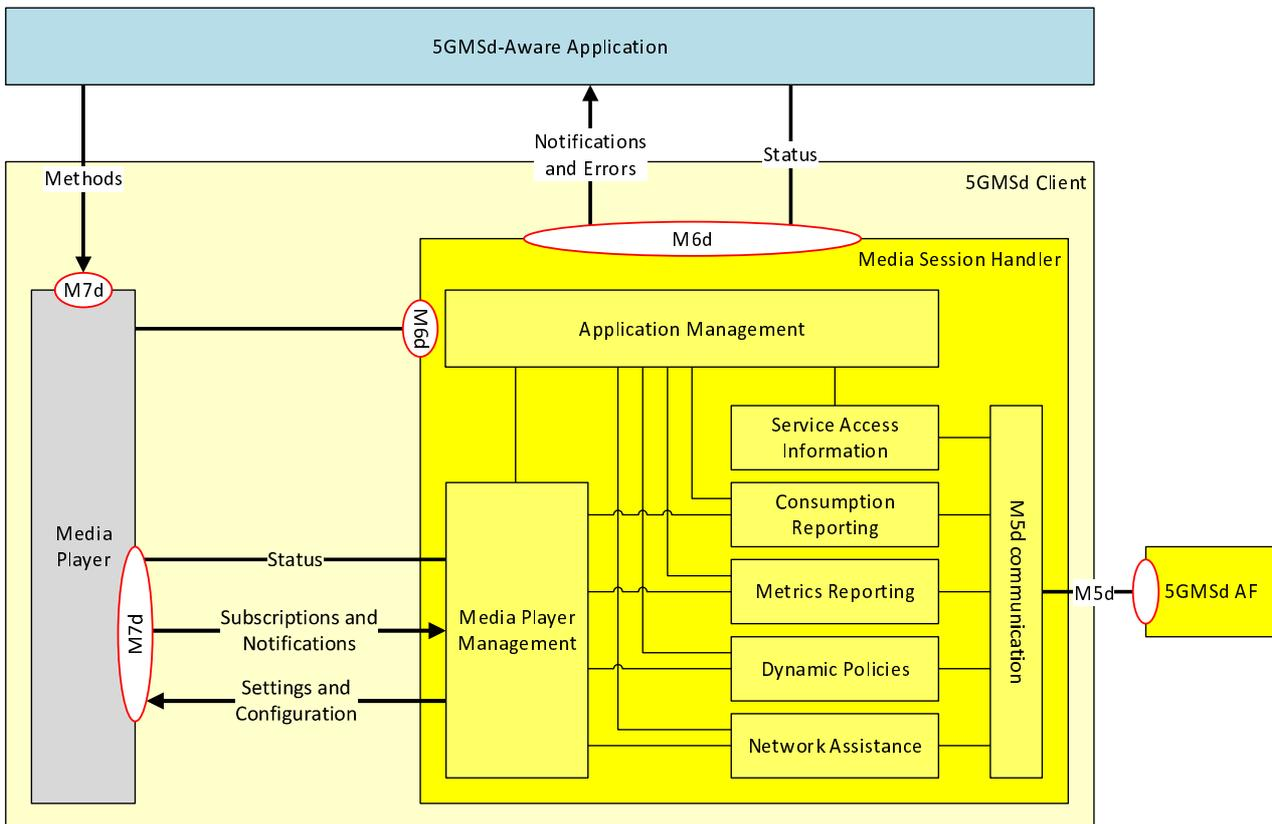 5GMSd-Aware Application
Notifications
and Errors
Status
Methods
5GMSd Client
M6d
Media Session Handler
M7d
M6d
Application Management
Service Access
Information
Consumption
Reporting
Media
Player
Status
M5d communication
Metrics Reporting
M5d
5GMSd AF
M7d
Subscriptions and
Notifications
Media Player
Management
Dynamic Policies
Settings and
Configuration
Network Assistance